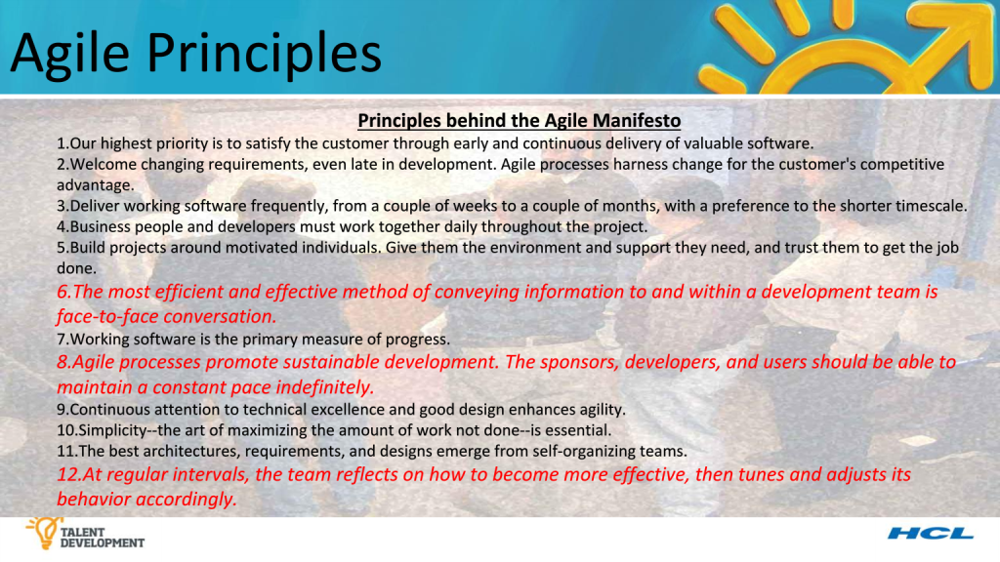 Agile Principles
Principles behind the Agile Manifesto
1.Our highest priority is to satisfy the customer through early and continuous delivery of valuable software.
2.Welcome changing requirements, even late in development. Agile processes harness change for the customer's competitive
advantage.
3.Deliver working software frequently, from a couple of weeks to a couple of months, with a preference to the shorter timescale.
4.Business people and developers must work together daily throughout the project.
5.Build projects around motivated individuals. Give them the environment and support they need, and trust them to get the job
done.
6.The most efficient and effective method of conveying information to and within a development team is
face-to-face conversation.
7.Working software is the primary measure of progress.
8.Agile processes promote sustainable development. The sponsors, developers, and users should be able to
maintain a constant pace indefinitely.
9.Continuous attention to technical excellence and good design enhances agility.
10.Simplicity--the art of maximizing the amount of work not done--is essential.
11.The best architectures, requirements, and designs emerge from self-organizing teams.
12.At regular intervals, the team reflects on how to become more effective, then tunes and adjusts its
behavior accordingly.
TALENT
DEVELOPMENT
HCL